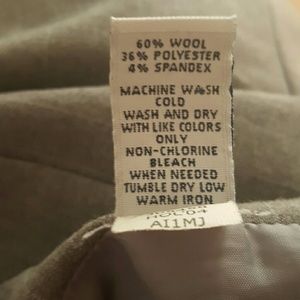 60% WOOL
36% POLYESTER
4% SPANDEX
MACHINE WASH
COLD
WASH AND DRY
WITH LIKE COLORS
ONLY
NON-CHLORINE
BLEACH
WHEN NEEDED
TUMBLE DRY LOW
WARM IRON
AI1MJ